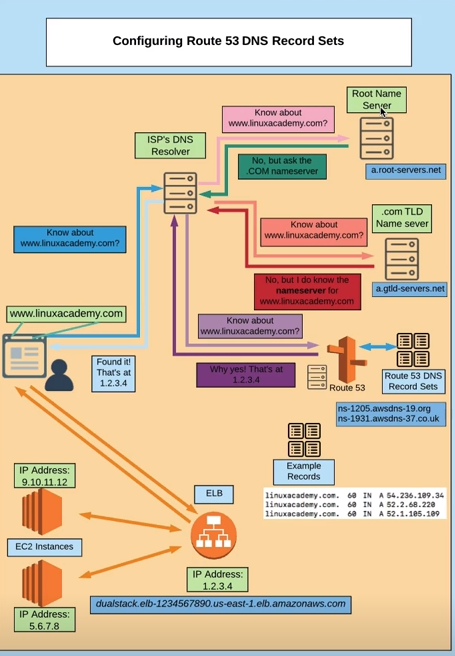 Configuring Route 53 DNS Record Sets
Root Name
Server
Know about
www.linuxacademy.com?
ISP's DNS
Resolver
No, but ask the
.COM nameserver
a.root-servers.net
.com TLD
Name sever
Know about
www.linuxacademy.com?
Know about
www.linuxacademy.com?
No, but I do know the
nameserver for
www.linuxacademy.com
a.gtld-servers.net
www.linuxacademy.com
Know about
www.linuxacademy.com?
Found it!
That's at
1.2.3.4
Why yes! That's at
1.2.3.4
Route 53
Route 53 DNS
Record Sets
ns-1205.awsdns-19.org
ns-1931.awsdns-37.co.uk
Example
Records
IP Address:
9.10.11.12
ELB
linuxacademy.com. 60 IN A 54.236.109.34
linuxacademy.com. 60 IN A 52.2.68.220
linuxacademy.com. 60 IN A 52.1.105.109
EC2 Instances
IP Address:
1.2.3.4
dualstack.elb-1234567890.us-east-1.elb.amazonaws.com
IP Address:
5.6.7.8